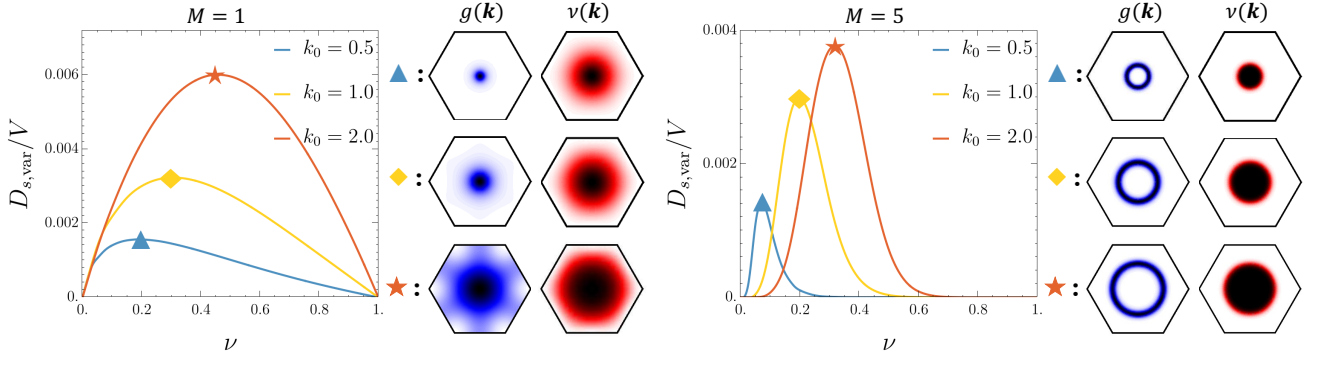 M = 1
g(k) ν(k)
D_{s,var}/V
0.006
0.004
0.002
0.
k_0 = 0.5
k_0 = 1.0
k_0 = 2.0
0. 0.2 0.4 0.6 0.8 1.
ν
:
:
:
M = 5
g(k) ν(k)
D_{s,var}/V
0.004
0.002
0.
k_0 = 0.5
k_0 = 1.0
k_0 = 2.0
0. 0.2 0.4 0.6 0.8 1.
ν
:
:
: